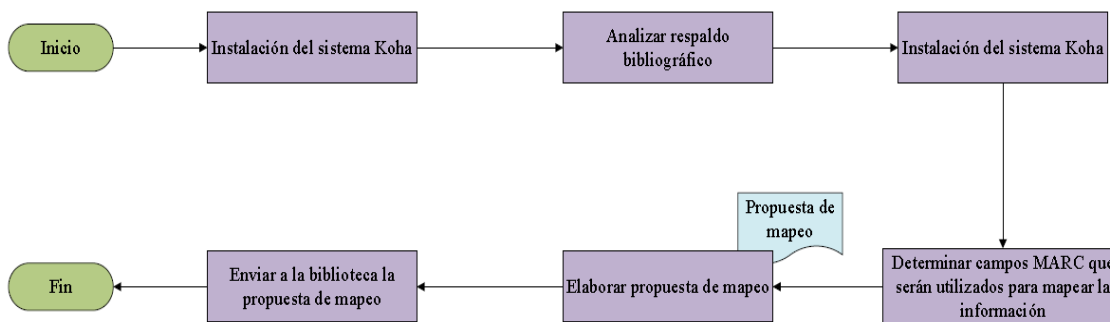 Inicio
Instalación del sistema Koha
Analizar respaldo
bibliográfico
Instalación del sistema Koha
Determinar campos MARC que
serán utilizados para mapear la
información
Propuesta de
mapeo
Elaborar propuesta de mapeo
Enviar a la biblioteca la
propuesta de mapeo
Fin